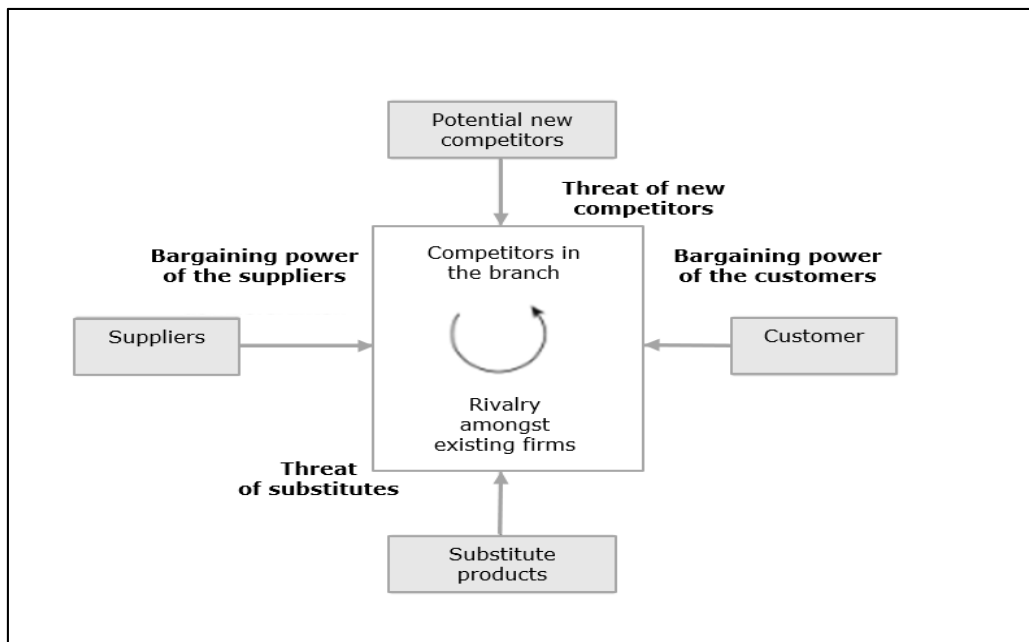 Potential new
competitors
Threat of new
competitors
Bargaining power
of the suppliers
Competitors in
the branch
Bargaining power
of the customers
Suppliers
Customer
Rivalry
amongst
existing firms
Threat
of substitutes
Substitute
products